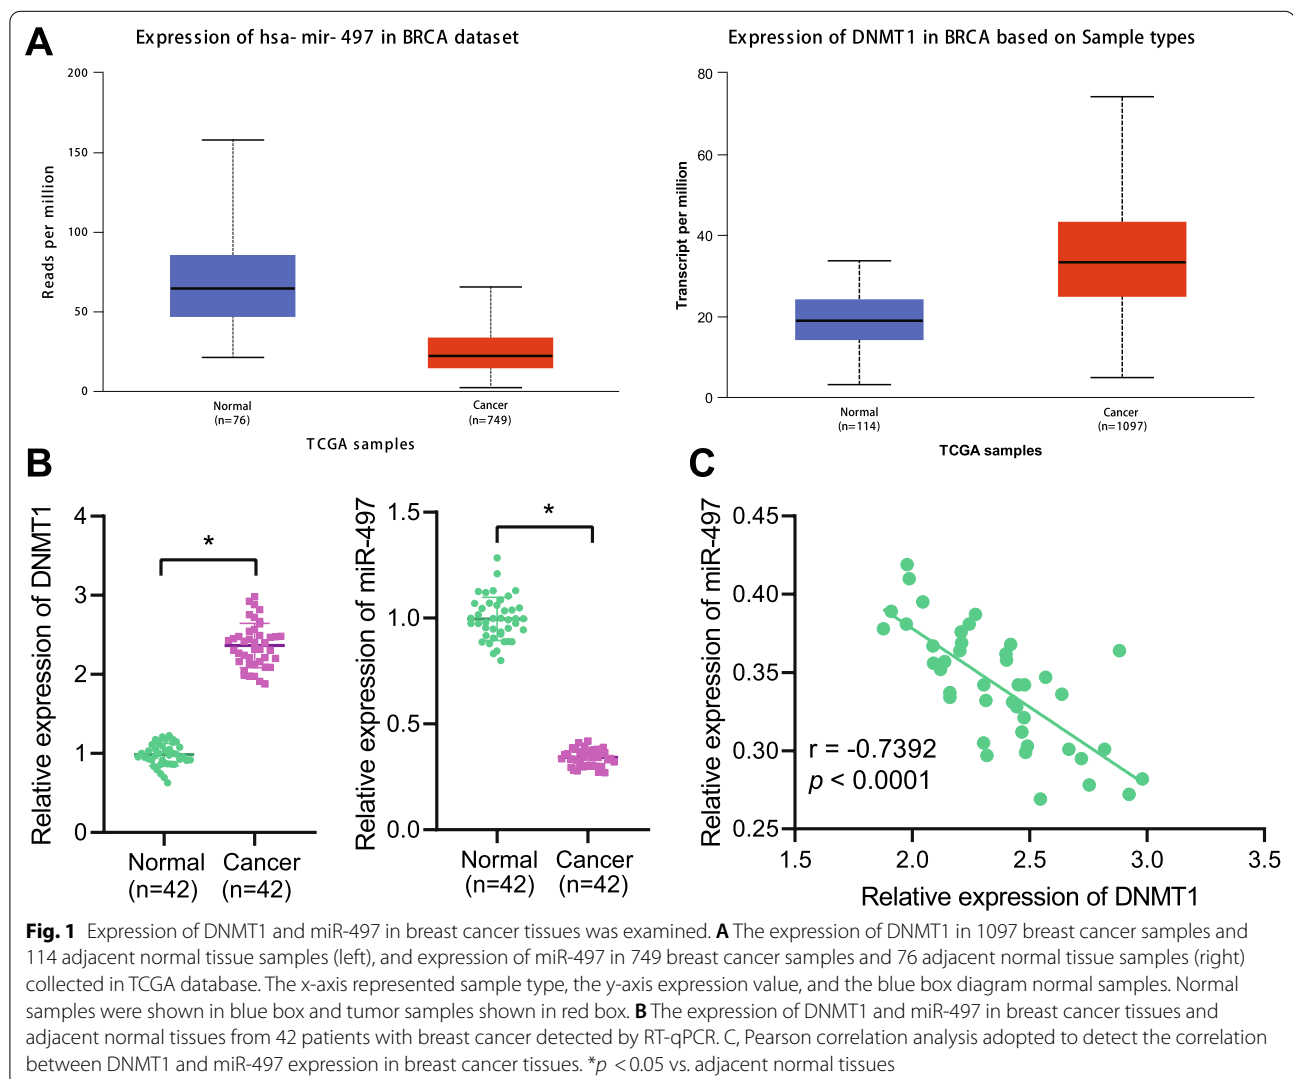 A
Expression of hsa- mir- 497 in BRCA dataset
200
150
100
50
0
Reads per million
Normal
(n=76)
Cancer
(n=749)
TCGA samples
Expression of DNMT1 in BRCA based on Sample types
80
60
40
20
0
Transcript per million
Normal
(n=114)
Cancer
(n=1097)
TCGA samples
B
Relative expression of DNMT1
4
3
2
1
0
*
Normal
(n=42)
Cancer
(n=42)
Relative expression of miR-497
1.5
1.0
0.5
0.0
*
Normal
(n=42)
Cancer
(n=42)
C
Relative expression of miR-497
0.45
0.40
0.35
0.30
0.25
r = -0.7392
p < 0.0001
1.5
2.0
2.5
3.0
3.5
Relative expression of DNMT1
Fig. 1 Expression of DNMT1 and miR-497 in breast cancer tissues was examined. A The expression of DNMT1 in 1097 breast cancer samples and
114 adjacent normal tissue samples (left), and expression of miR-497 in 749 breast cancer samples and 76 adjacent normal tissue samples (right)
collected in TCGA database. The x-axis represented sample type, the y-axis expression value, and the blue box diagram normal samples. Normal
samples were shown in blue box and tumor samples shown in red box. B The expression of DNMT1 and miR-497 in breast cancer tissues and
adjacent normal tissues from 42 patients with breast cancer detected by RT-qPCR. C, Pearson correlation analysis adopted to detect the correlation
between DNMT1 and miR-497 expression in breast cancer tissues. *p < 0.05 vs. adjacent normal tissues